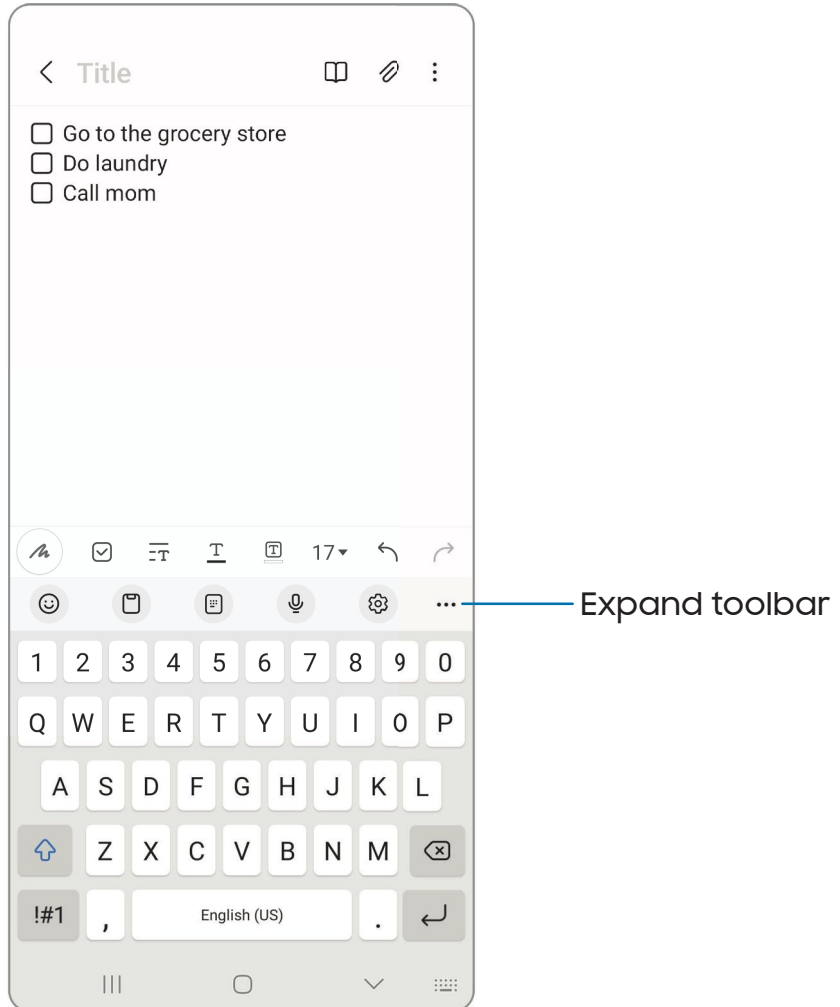 Title
Go to the grocery store
Do laundry
Call mom
17
Expand toolbar
1 2 3 4 5 6 7 8 9 0
Q W E R T Y U I O P
A S D F G H J K L
Z X C V B N M
!#1 , English (US) .